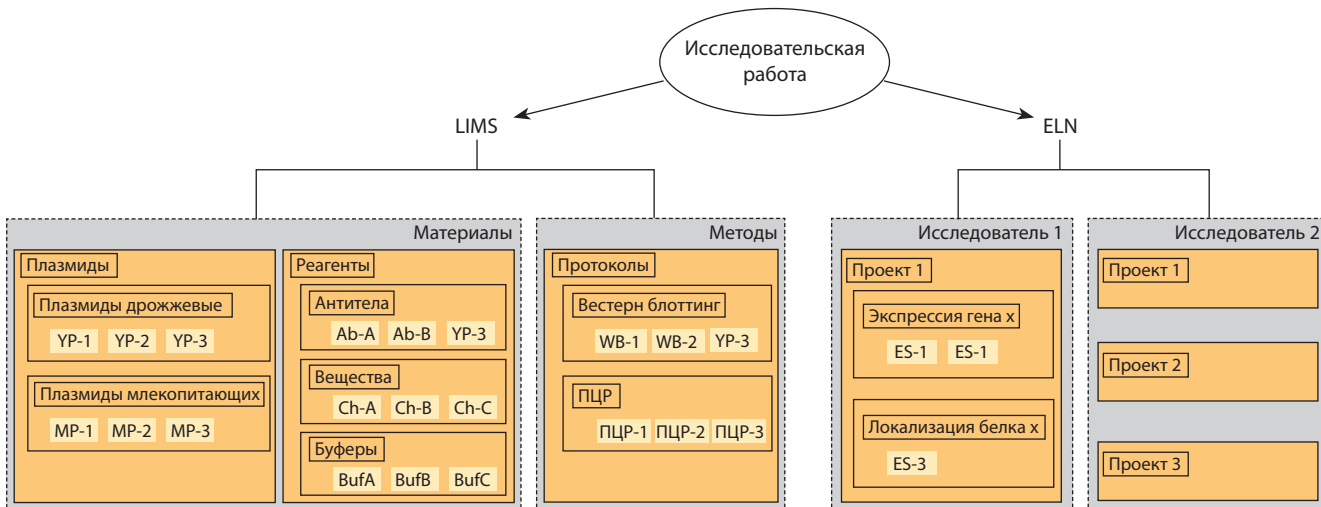 Исследовательская
работа
LIMS
ELN
Материалы
Плазмиды
Плазмиды дрожжевые
YP-1 YP-2 YP-3
Плазмиды млекопитающих
MP-1 MP-2 MP-3
Реагенты
Антитела
Ab-A Ab-B YP-3
Вещества
Ch-A Ch-B Ch-C
Буферы
BufA BufB BufC
Методы
Протоколы
Вестерн блоттинг
WB-1 WB-2 YP-3
ПЦР
ПЦР-1 ПЦР-2 ПЦР-3
Исследователь 1
Проект 1
Экспрессия гена x
ES-1 ES-1
Локализация белка x
ES-3
Исследователь 2
Проект 1
Проект 2
Проект 3